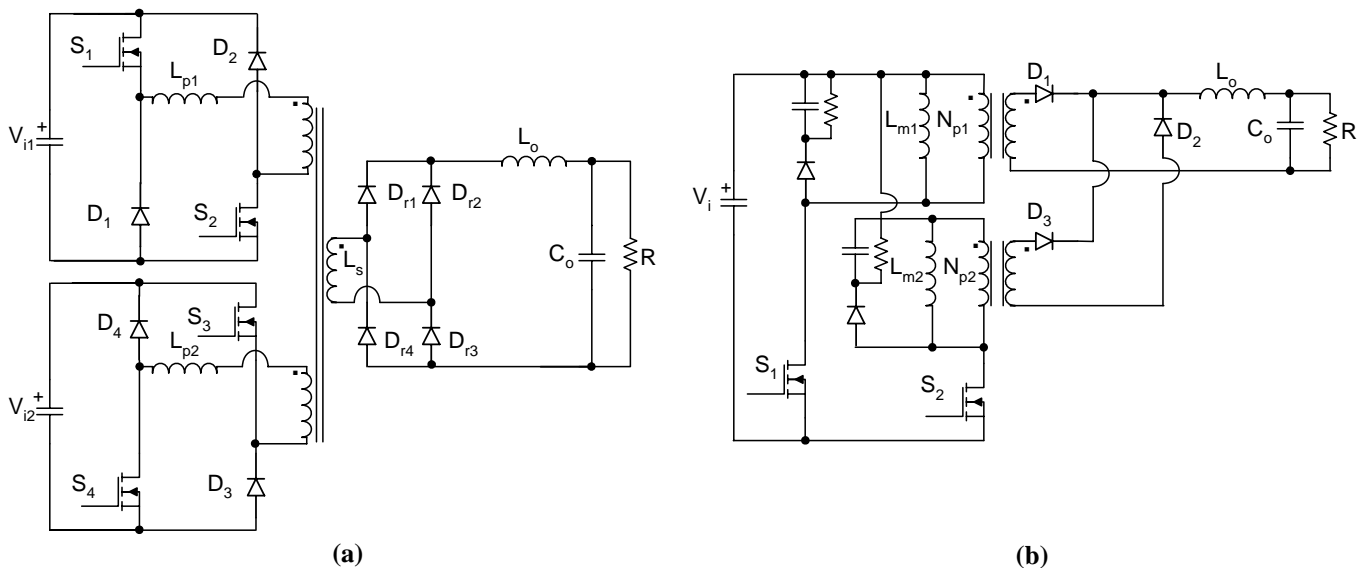 S1
D2
Lp1
Vi1
+
D1
S2
Lo
Dr1
Dr2
Ls
Co
R
Dr4
Dr3
D4
S3
Lp2
Vi2
+
S4
D3
(a)
D1
Lo
Lm1
Np1
D2
Co
R
Vi
+
D3
Lm2
Np2
S1
S2
(b)